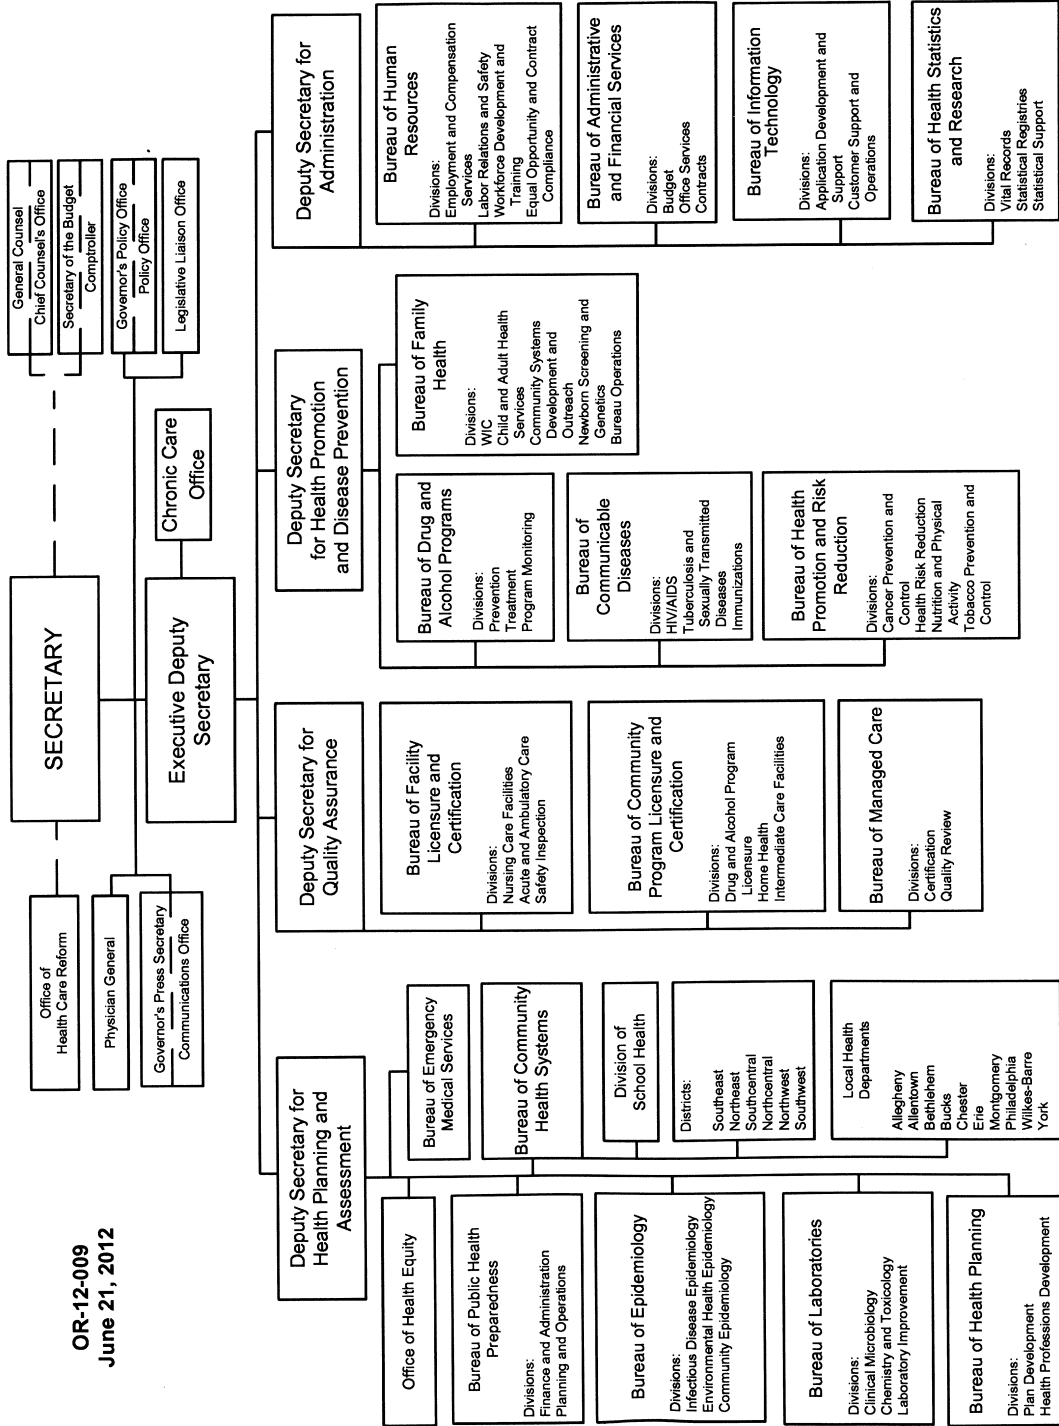 OR-12-009
June 21, 2012
Office of
Health Care Reform
SECRETARY
General Counsel
Chief Counsel's Office
Secretary of the Budget
Comptroller
Physician General
Governor's Press Secretary
Communications Office
Governor's Policy Office
Policy Office
Legislative Liaison Office
Executive Deputy
Secretary
Chronic Care
Office
Deputy Secretary for
Health Planning and
Assessment
Office of Health Equity
Bureau of Public Health
Preparedness
Divisions:
Finance and Administration
Planning and Operations
Bureau of Epidemiology
Divisions:
Infectious Disease Epidemiology
Environmental Health Epidemiology
Community Epidemiology
Bureau of Laboratories
Divisions:
Clinical Microbiology
Chemistry and Toxicology
Laboratory Improvement
Bureau of Health Planning
Divisions:
Plan Development
Health Professions Development
Bureau of Emergency
Medical Services
Bureau of Community
Health Systems
Division of
School Health
Districts:
Southeast
Northeast
Southcentral
Northcentral
Northwest
Southwest
Local Health
Departments
Allegheny
Allentown
Bethlehem
Bucks
Chester
Erie
Montgomery
Philadelphia
Wilkes-Barre
York
Deputy Secretary for
Quality Assurance
Bureau of Facility
Licensure and
Certification
Divisions:
Nursing Care Facilities
Acute and Ambulatory Care
Safety Inspection
Bureau of Community
Program Licensure and
Certification
Divisions:
Drug and Alcohol Program
Licensure
Home Health
Intermediate Care Facilities
Bureau of Managed Care
Divisions:
Certification
Quality Review
Deputy Secretary
for Health Promotion
and Disease Prevention
Bureau of Drug and
Alcohol Programs
Divisions:
Prevention
Treatment
Program Monitoring
Bureau of
Communicable
Diseases
Divisions:
HIV/AIDS
Tuberculosis and
Sexually Transmitted
Diseases
Immunizations
Bureau of Health
Promotion and Risk
Reduction
Divisions:
Cancer Prevention and
Control
Health Risk Reduction
Nutrition and Physical
Activity
Tobacco Prevention and
Control
Bureau of Family
Health
Divisions:
WIC
Child and Adult Health
Services
Community Systems
Development and
Outreach
Newborn Screening and
Genetics
Bureau Operations
Deputy Secretary for
Administration
Bureau of Human
Resources
Divisions:
Employment and Compensation
Services
Labor Relations and Safety
Workforce Development and
Training
Equal Opportunity and Contract
Compliance
Bureau of Administrative
and Financial Services
Divisions:
Budget
Office Services
Contracts
Bureau of Information
Technology
Divisions:
Application Development and
Support
Customer Support and
Operations
Bureau of Health Statistics
and Research
Divisions:
Vital Records
Statistical Registries
Statistical Support